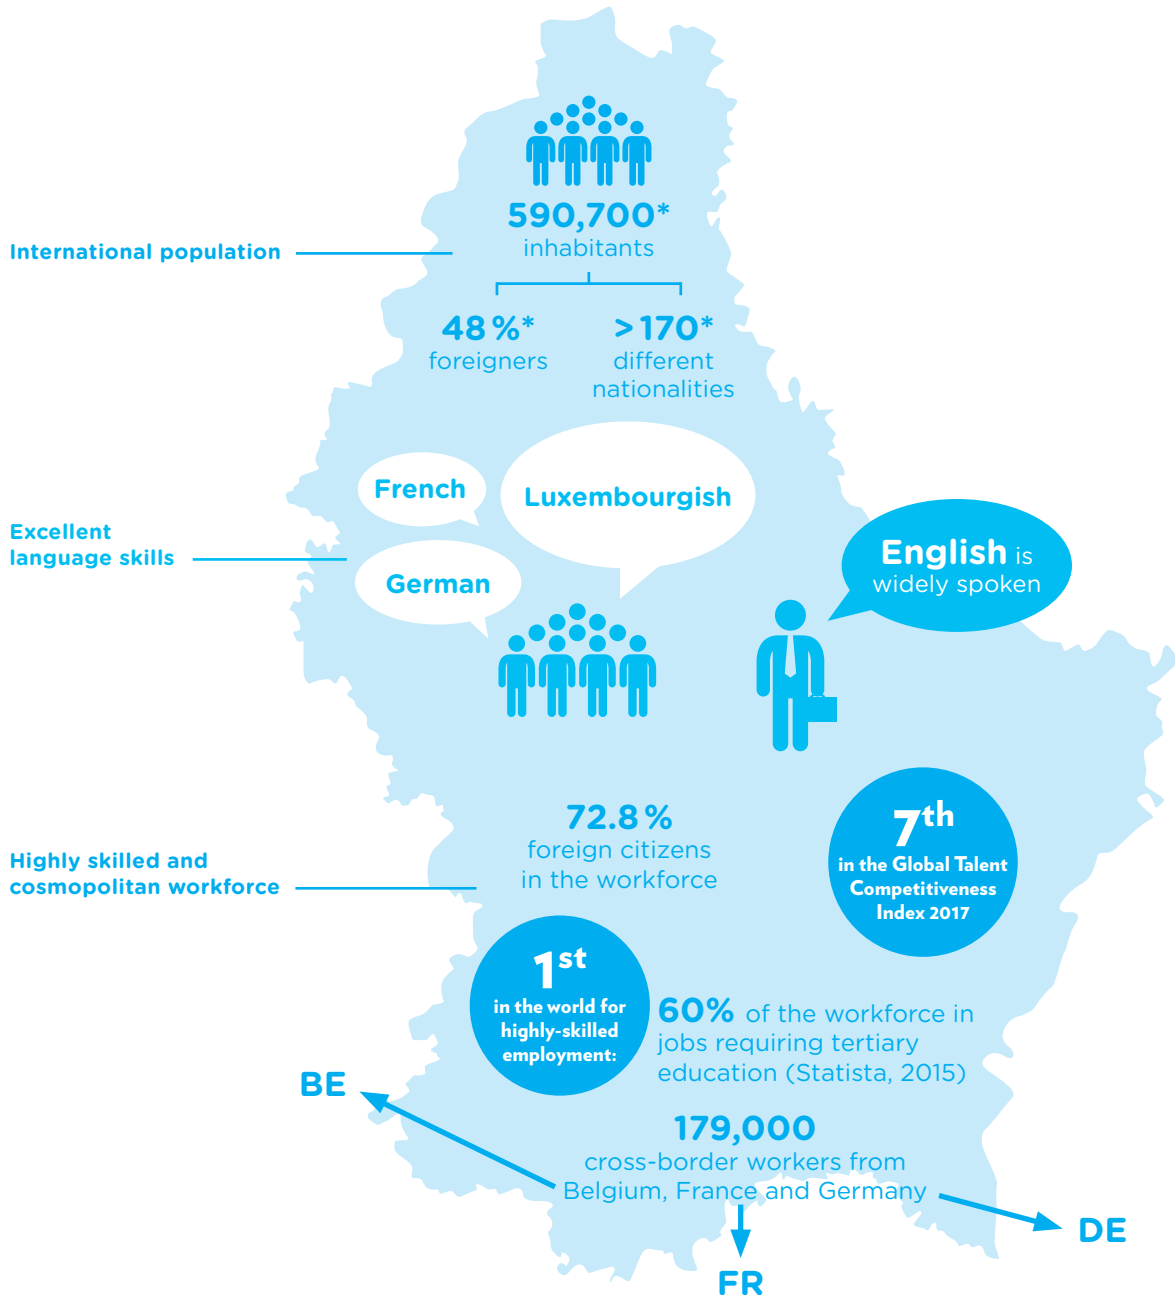 590,700*
inhabitants
International population
48 %*
foreigners
> 170*
different
nationalities
French
Luxembourgish
German
Excellent
language skills
English is
widely spoken
72.8 %
foreign citizens
in the workforce
7th
in the Global Talent
Competitiveness
Index 2017
Highly skilled and
cosmopolitan workforce
1st
in the world for
highly-skilled
employment:
60% of the workforce in
jobs requiring tertiary
education (Statista, 2015)
BE
179,000
cross-border workers from
Belgium, France and Germany
DE
FR